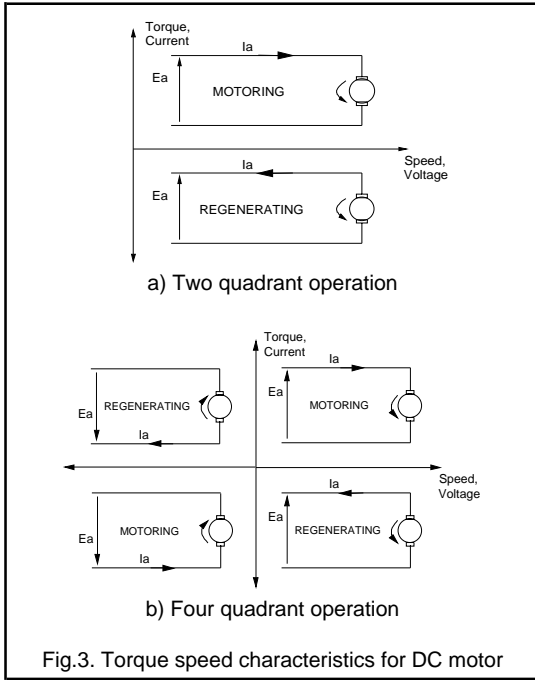 Torque,
Current
Ia
Ea
MOTORING
Speed,
Voltage
Ia
Ea
REGENERATING
a) Two quadrant operation
Torque,
Current
Ia
REGENERATING
Ea
Ia
Ea
MOTORING
Speed,
Voltage
Ea
MOTORING
Ia
Ia
Ea
REGENERATING
b) Four quadrant operation
Fig.3. Torque speed characteristics for DC motor